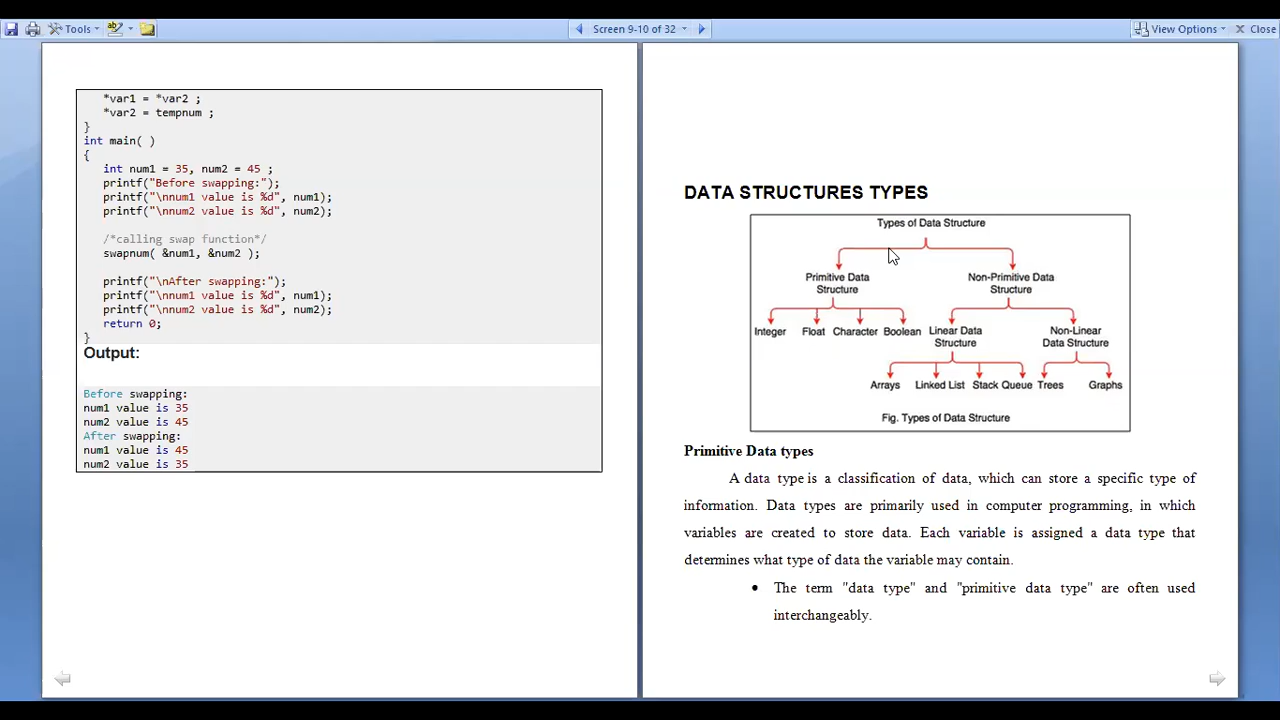 Tools
Screen 9-10 of 32
View Options
Close
*var1 = *var2 ;
*var2 = tempnum ;
}
int main( )
{
int num1 = 35, num2 = 45 ;
printf("Before swapping:");
printf("\nnum1 value is %d", num1);
printf("\nnum2 value is %d", num2);
/*calling swap function*/
swapnum( &num1, &num2 );
printf("\nAfter swapping:");
printf("\nnum1 value is %d", num1);
printf("\nnum2 value is %d", num2);
return 0;
}
Output:
Before swapping:
num1 value is 35
num2 value is 45
After swapping:
num1 value is 45
num2 value is 35
DATA STRUCTURES TYPES
Types of Data Structure
Primitive Data Structure
Non-Primitive Data Structure
Integer Float Character Boolean Linear Data Structure
Non-Linear Data Structure
Arrays Linked List Stack Queue Trees Graphs
Fig. Types of Data Structure
Primitive Data types
A data type is a classification of data, which can store a specific type of
information. Data types are primarily used in computer programming, in which
variables are created to store data. Each variable is assigned a data type that
determines what type of data the variable may contain.
• The term "data type" and "primitive data type" are often used
interchangeably.